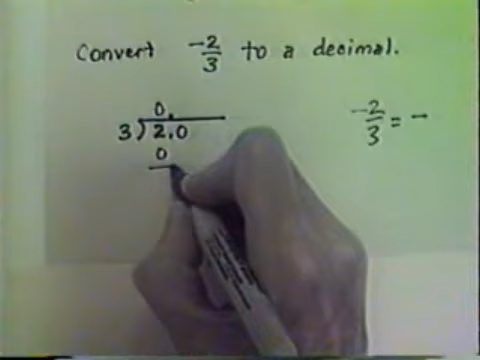 Convert -2/3 to a decimal.
0.
3)2.0
0
-2/3 = -